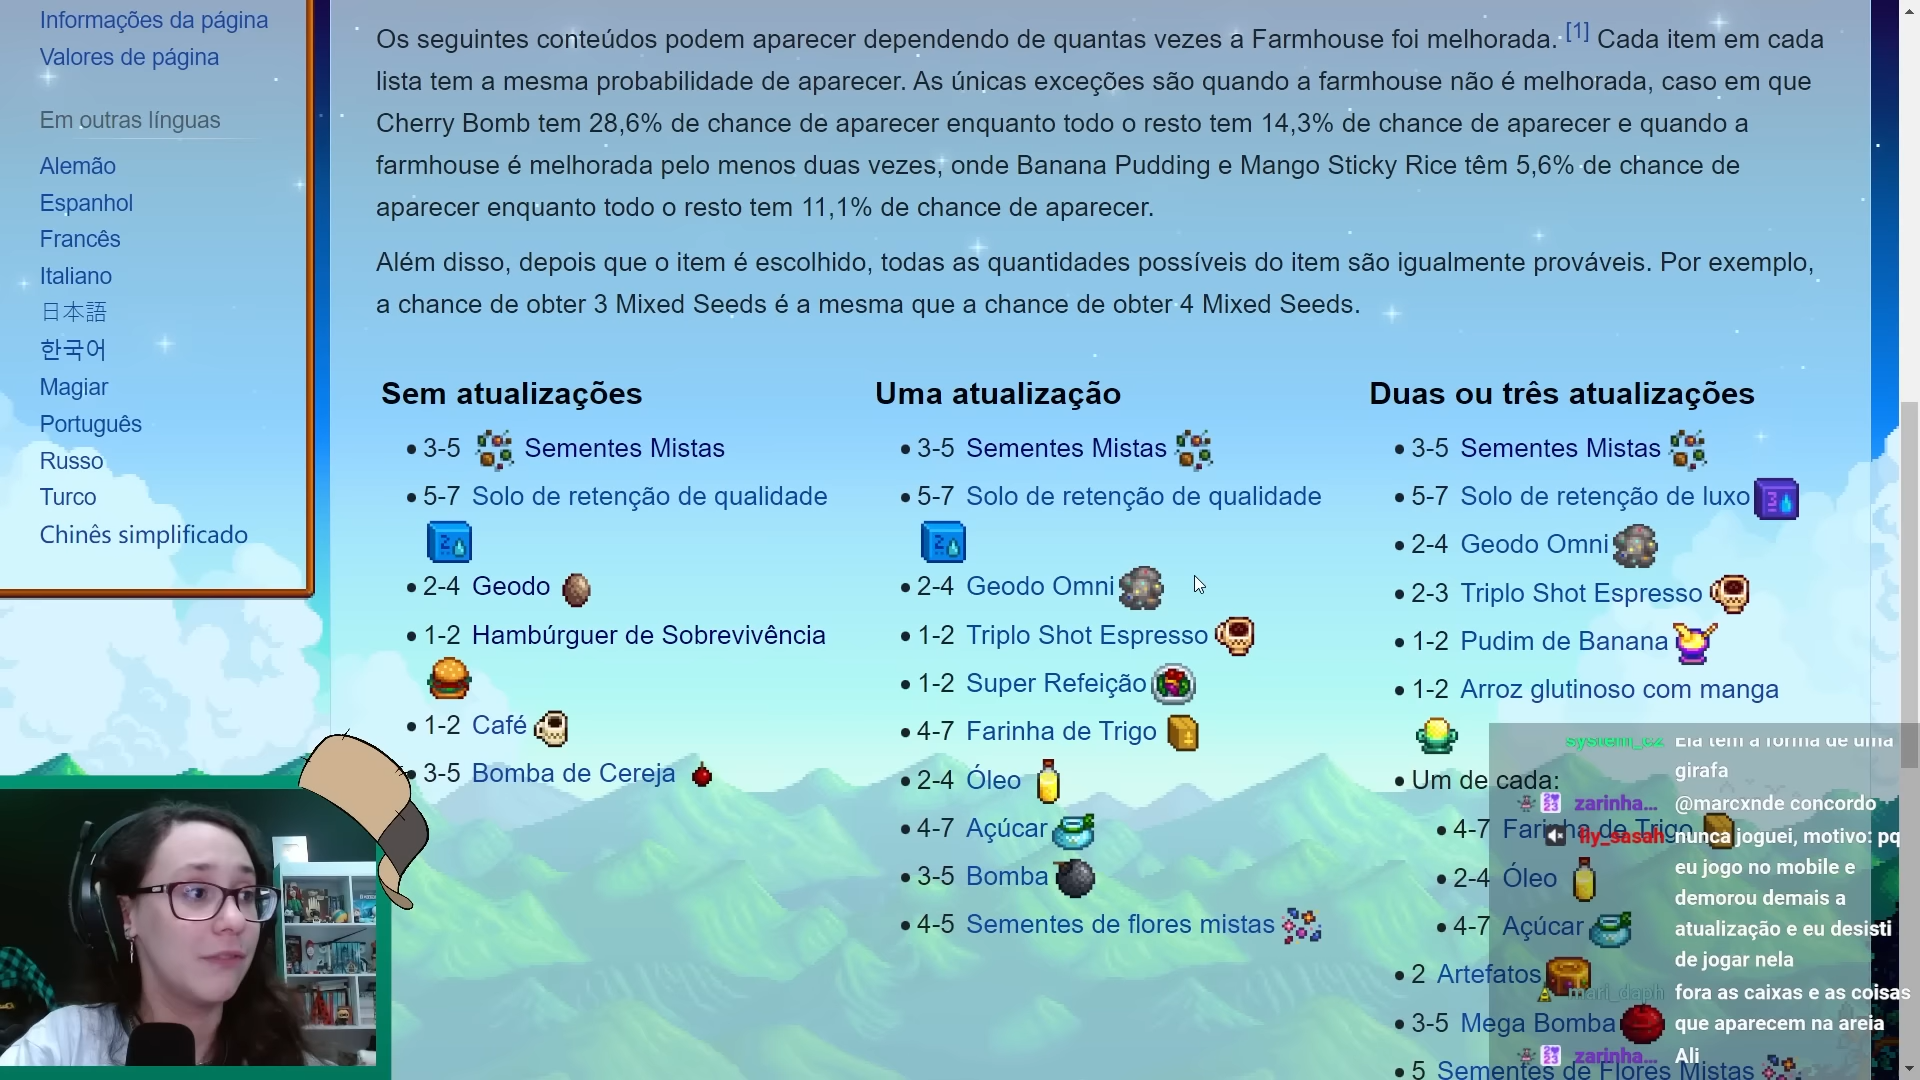 Informações da página
Valores de página
Em outras línguas
Alemão
Espanhol
Francês
Italiano
日本語
한국어
Magiar
Português
Russo
Turco
Chinês simplificado
Os seguintes conteúdos podem aparecer dependendo de quantas vezes a Farmhouse foi melhorada. [1] Cada item em cada
lista tem a mesma probabilidade de aparecer. As únicas exceções são quando a farmhouse não é melhorada, caso em que
Cherry Bomb tem 28,6% de chance de aparecer enquanto todo o resto tem 14,3% de chance de aparecer e quando a
farmhouse é melhorada pelo menos duas vezes, onde Banana Pudding e Mango Sticky Rice têm 5,6% de chance de
aparecer enquanto todo o resto tem 11,1% de chance de aparecer.
Além disso, depois que o item é escolhido, todas as quantidades possíveis do item são igualmente prováveis. Por exemplo,
a chance de obter 3 Mixed Seeds é a mesma que a chance de obter 4 Mixed Seeds.
Sem atualizações
3-5 Sementes Mistas
5-7 Solo de retenção de qualidade
2-4 Geodo
1-2 Hambúrguer de Sobrevivência
1-2 Café
3-5 Bomba de Cereja
Uma atualização
3-5 Sementes Mistas
5-7 Solo de retenção de qualidade
2-4 Geodo Omni
1-2 Triplo Shot Espresso
1-2 Super Refeição
4-7 Farinha de Trigo
2-4 Óleo
4-7 Açúcar
3-5 Bomba
4-5 Sementes de flores mistas
Duas ou três atualizações
3-5 Sementes Mistas
5-7 Solo de retenção de luxo
2-4 Geodo Omni
2-3 Triplo Shot Espresso
1-2 Pudim de Banana
1-2 Arroz glutinoso com manga
Um de cada:
4-7 Farinha de Trigo
2-4 Óleo
4-7 Açúcar
2 Artefatos
3-5 Mega Bomba
5 Sementes de Flores Mistas
Ela tem a forma de uma
girafa
zarinha... @marcxnde concordo
fly_sasah nunca joguei, motivo: pq
eu jogo no mobile e
demorou demais a
atualização e eu desisti
de jogar nela
mari_daph fora as caixas e as coisas
que aparecem na areia
zarinha... Ali